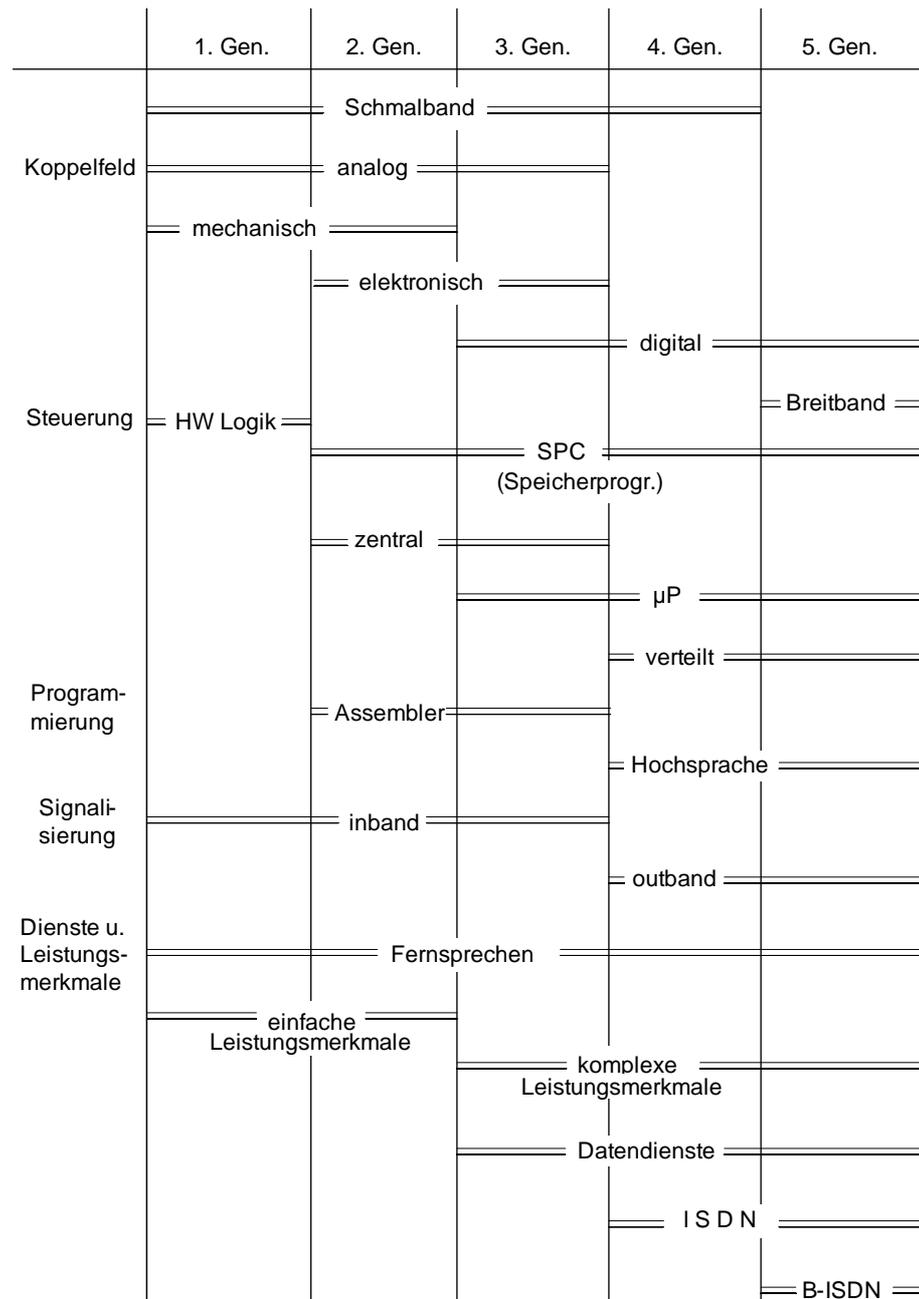 1. Gen. 2. Gen. 3. Gen. 4. Gen. 5. Gen.
Schmalband
Koppelfeld analog
mechanisch
elektronisch
digital
Breitband
Steuerung HW Logik
SPC
(Speicherprogr.)
zentral
µP
verteilt
Program-
mierung
Assembler
Hochsprache
Signali-
sierung
inband
outband
Dienste u.
Leistungs-
merkmale
Fernsprechen
einfache
Leistungsmerkmale
komplexe
Leistungsmerkmale
Datendienste
I S D N
B-ISDN